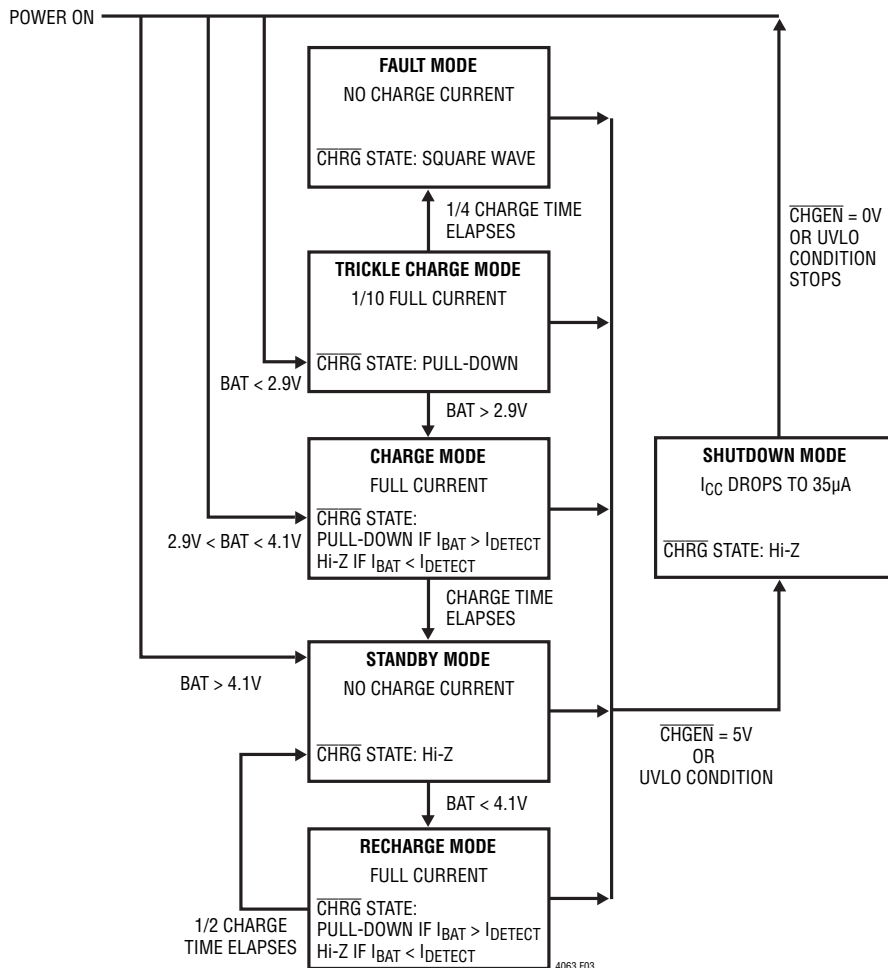 POWER ON
FAULT MODE
NO CHARGE CURRENT
CHRG STATE: SQUARE WAVE
1/4 CHARGE TIME
ELAPSES
TRICKLE CHARGE MODE
1/10 FULL CURRENT
CHRG STATE: PULL-DOWN
BAT < 2.9V
BAT > 2.9V
CHARGE MODE
FULL CURRENT
CHRG STATE:
PULL-DOWN IF IBAT > IDETECT
Hi-Z IF IBAT < IDETECT
2.9V < BAT < 4.1V
CHARGE TIME
ELAPSES
STANDBY MODE
NO CHARGE CURRENT
CHRG STATE: Hi-Z
BAT > 4.1V
BAT < 4.1V
RECHARGE MODE
FULL CURRENT
CHRG STATE:
PULL-DOWN IF IBAT > IDETECT
Hi-Z IF IBAT < IDETECT
1/2 CHARGE
TIME ELAPSES
CHGEN = 0V
OR UVLO
CONDITION
STOPS
SHUTDOWN MODE
ICC DROPS TO 35µA
CHRG STATE: Hi-Z
CHGEN = 5V
OR
UVLO CONDITION
4063 F03